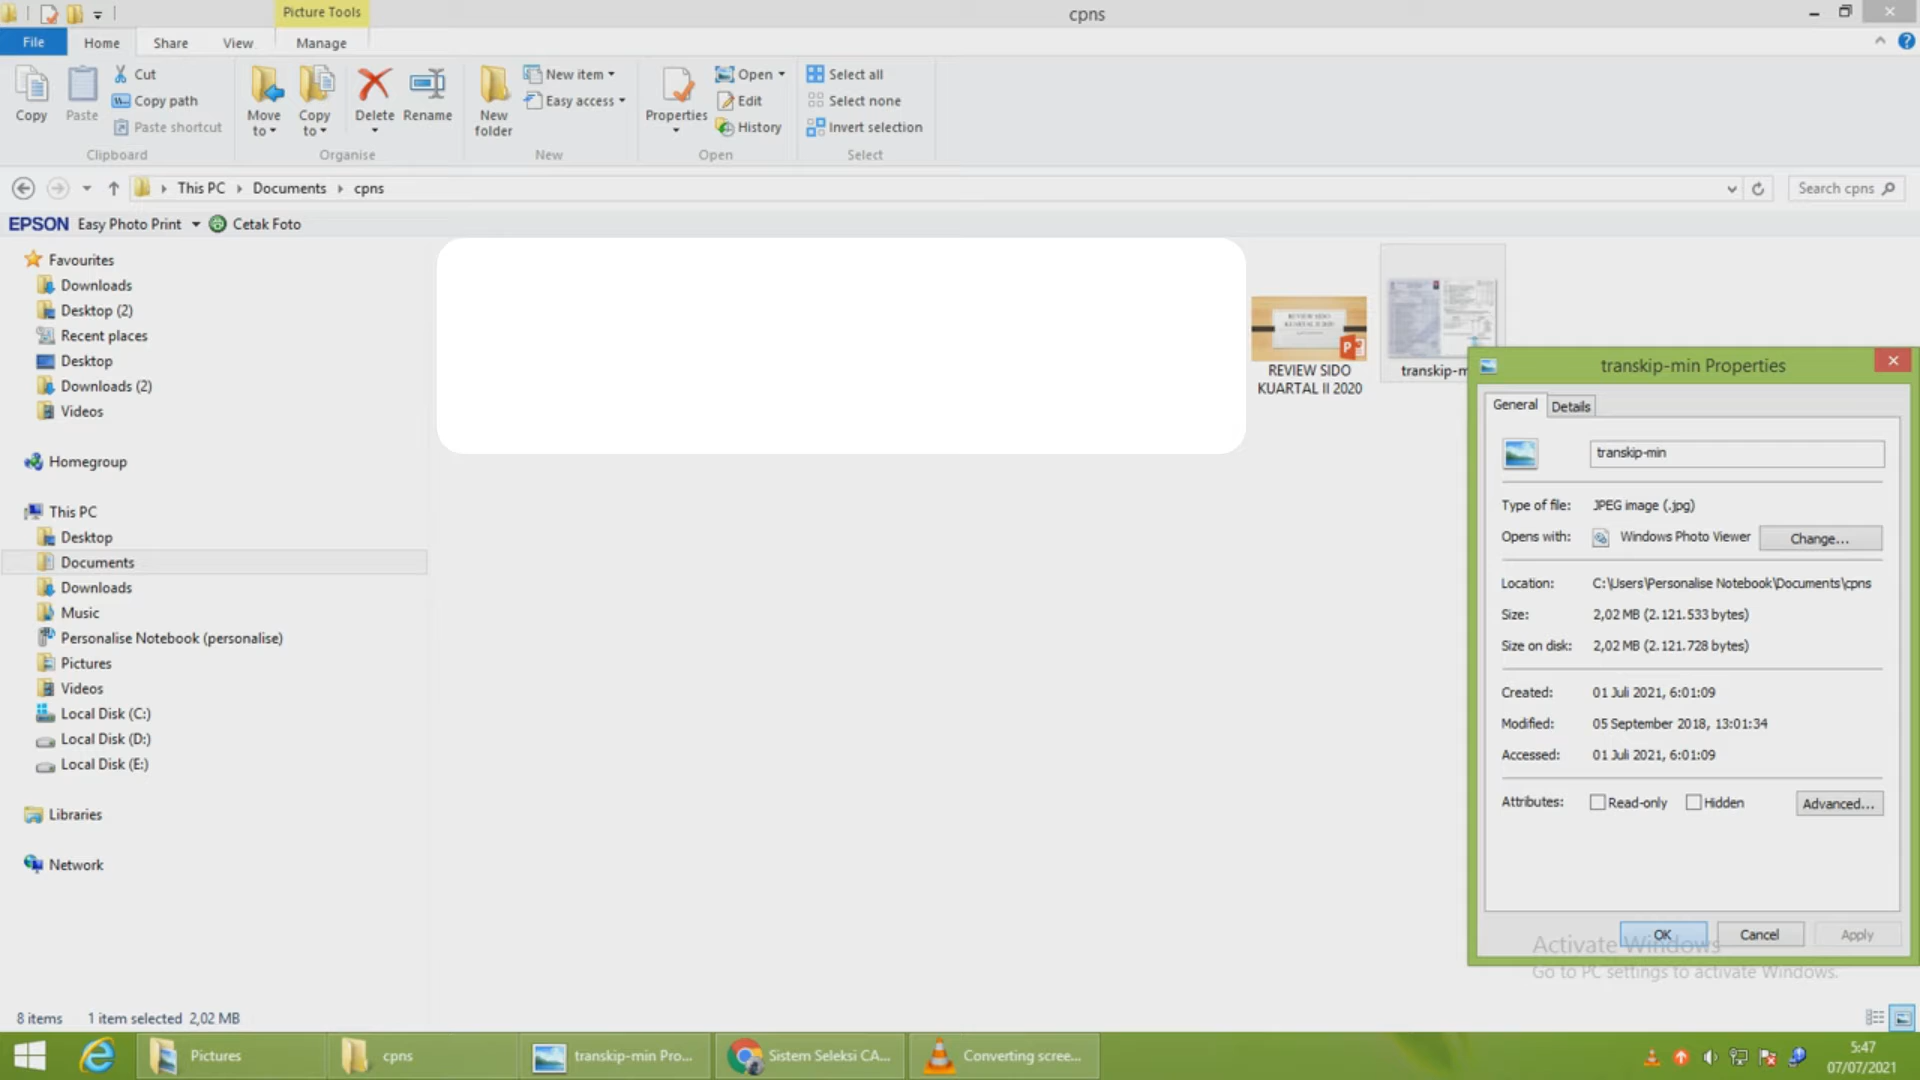 Picture Tools
cpns
File
Home
Share
View
Manage
Copy
Paste
Cut
Copy path
Paste shortcut
Clipboard
Move to
Copy to
Delete
Rename
Organise
New folder
New item
Easy access
New
Properties
Open
Edit
History
Open
Select all
Select none
Invert selection
Select
This PC
Documents
cpns
Search cpns
EPSON
Easy Photo Print
Cetak Foto
Favourites
Downloads
Desktop (2)
Recent places
Desktop
Downloads (2)
Videos
Homegroup
This PC
Desktop
Documents
Downloads
Music
Personalise Notebook (personalise)
Pictures
Videos
Local Disk (C:)
Local Disk (D:)
Local Disk (E:)
Libraries
Network
REVIEW SIDO
KUARTAL II 2020
REVIEW SIDO
KUARTAL II 2020
transkip-m
transkip-min Properties
General
Details
transkip-min
Type of file: JPEG image (.jpg)
Opens with: Windows Photo Viewer
Change...
Location: C:\Users\Personalise Notebook\Documents\cpns
Size: 2,02 MB (2.121.533 bytes)
Size on disk: 2,02 MB (2.121.728 bytes)
Created: 01 Juli 2021, 6:01:09
Modified: 05 September 2018, 13:01:34
Accessed: 01 Juli 2021, 6:01:09
Attributes: Read-only Hidden
Advanced...
OK
Cancel
Apply
Activate Windows
Go to PC settings to activate Windows.
8 items
1 item selected 2,02 MB
Pictures
cpns
transkip-min Pro...
Sistem Seleksi CA...
Converting scree...
5:47
07/07/2021